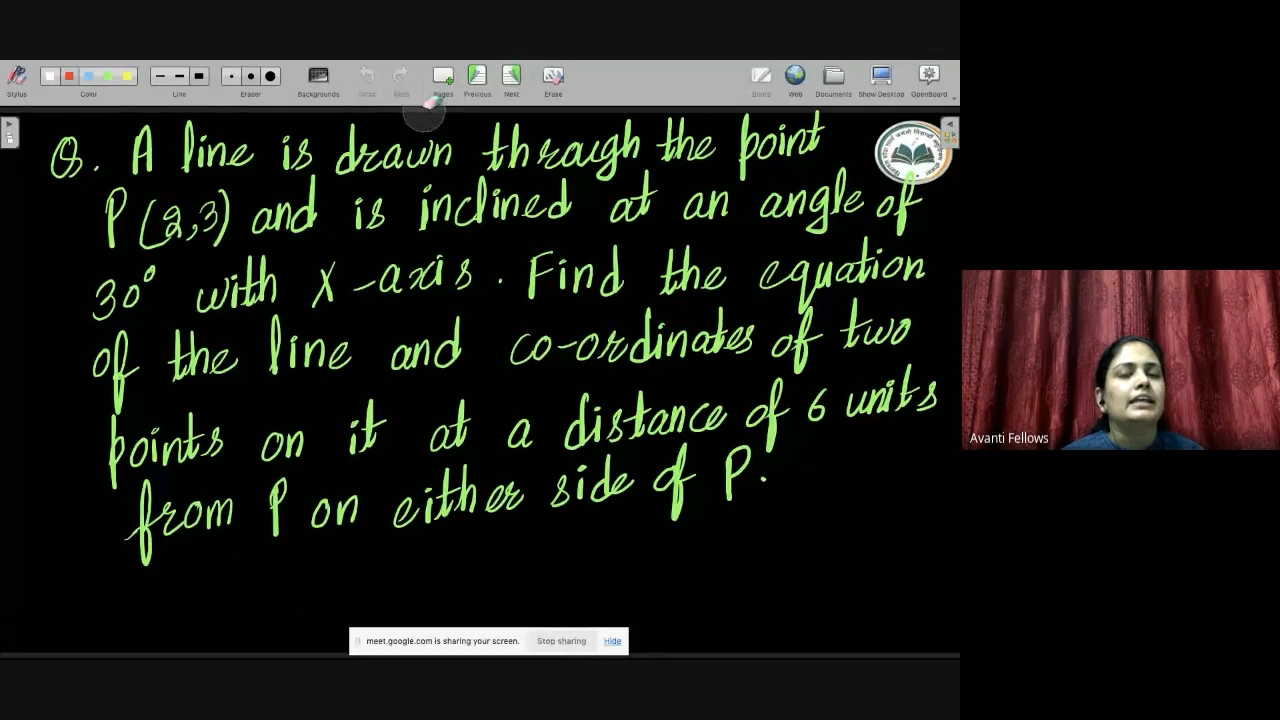 Stylus Color Line Eraser Backgrounds Undo Redo Pages Previous Next Erase Board Web Documents Show Desktop OpenBoard
Q. A line is drawn through the point
P(2,3) and is inclined at an angle of
30° with X-axis. Find the equation
of the line and co-ordinates of two
points on it at a distance of 6 units
from P on either side of P.
Avanti Fellows
meet.google.com is sharing your screen. Stop sharing Hide